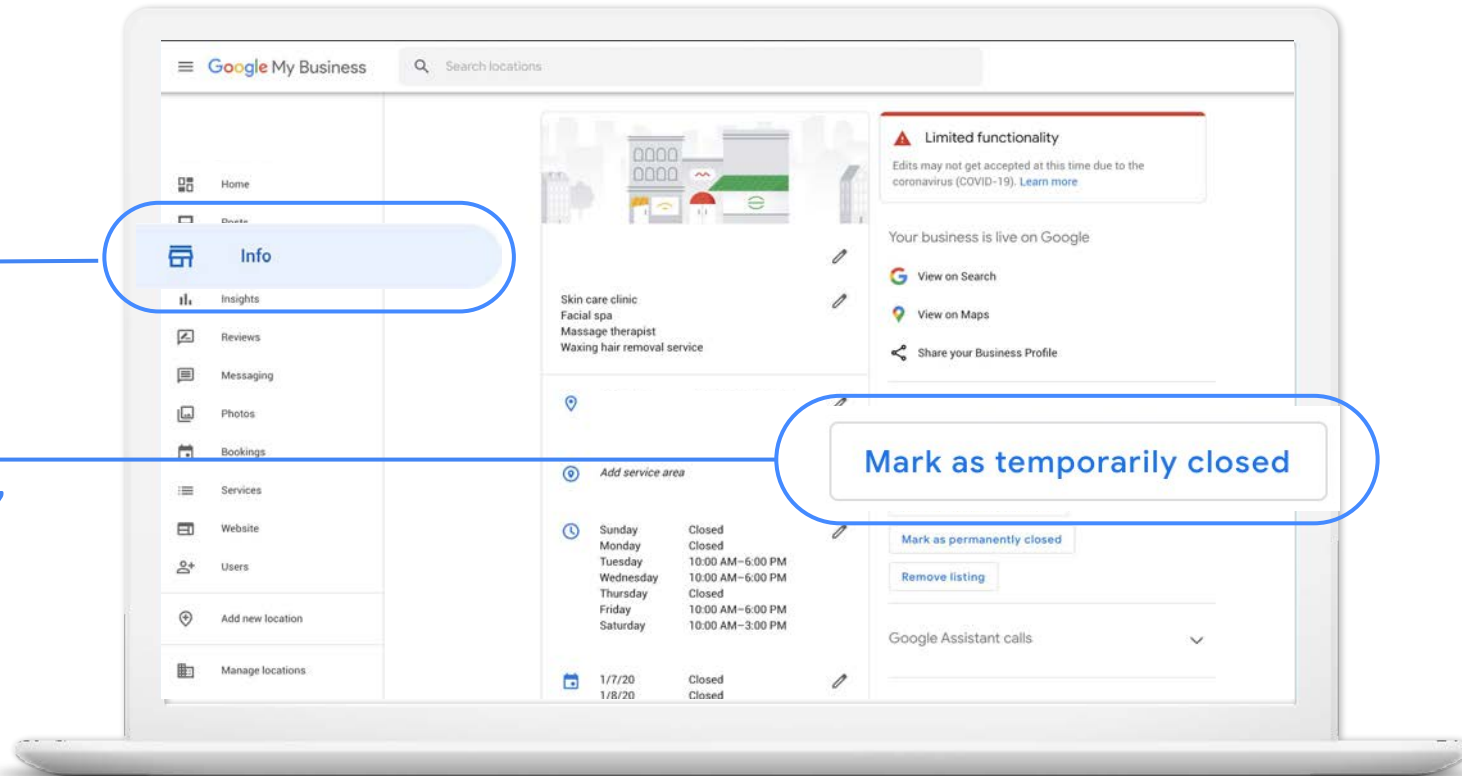 Google My Business
Search locations
Home
Posts
Info
Insights
Reviews
Messaging
Photos
Bookings
Services
Website
Users
Add new location
Manage locations
Skin care clinic
Facial spa
Massage therapist
Waxing hair removal service
Add service area
Sunday Closed
Monday Closed
Tuesday 10:00 AM–6:00 PM
Wednesday 10:00 AM–6:00 PM
Thursday Closed
Friday 10:00 AM–6:00 PM
Saturday 10:00 AM–3:00 PM
1/7/20 Closed
1/8/20 Closed
Limited functionality
Edits may not get accepted at this time due to the
coronavirus (COVID-19). Learn more
Your business is live on Google
View on Search
View on Maps
Share your Business Profile
Mark as temporarily closed
Mark as permanently closed
Remove listing
Google Assistant calls